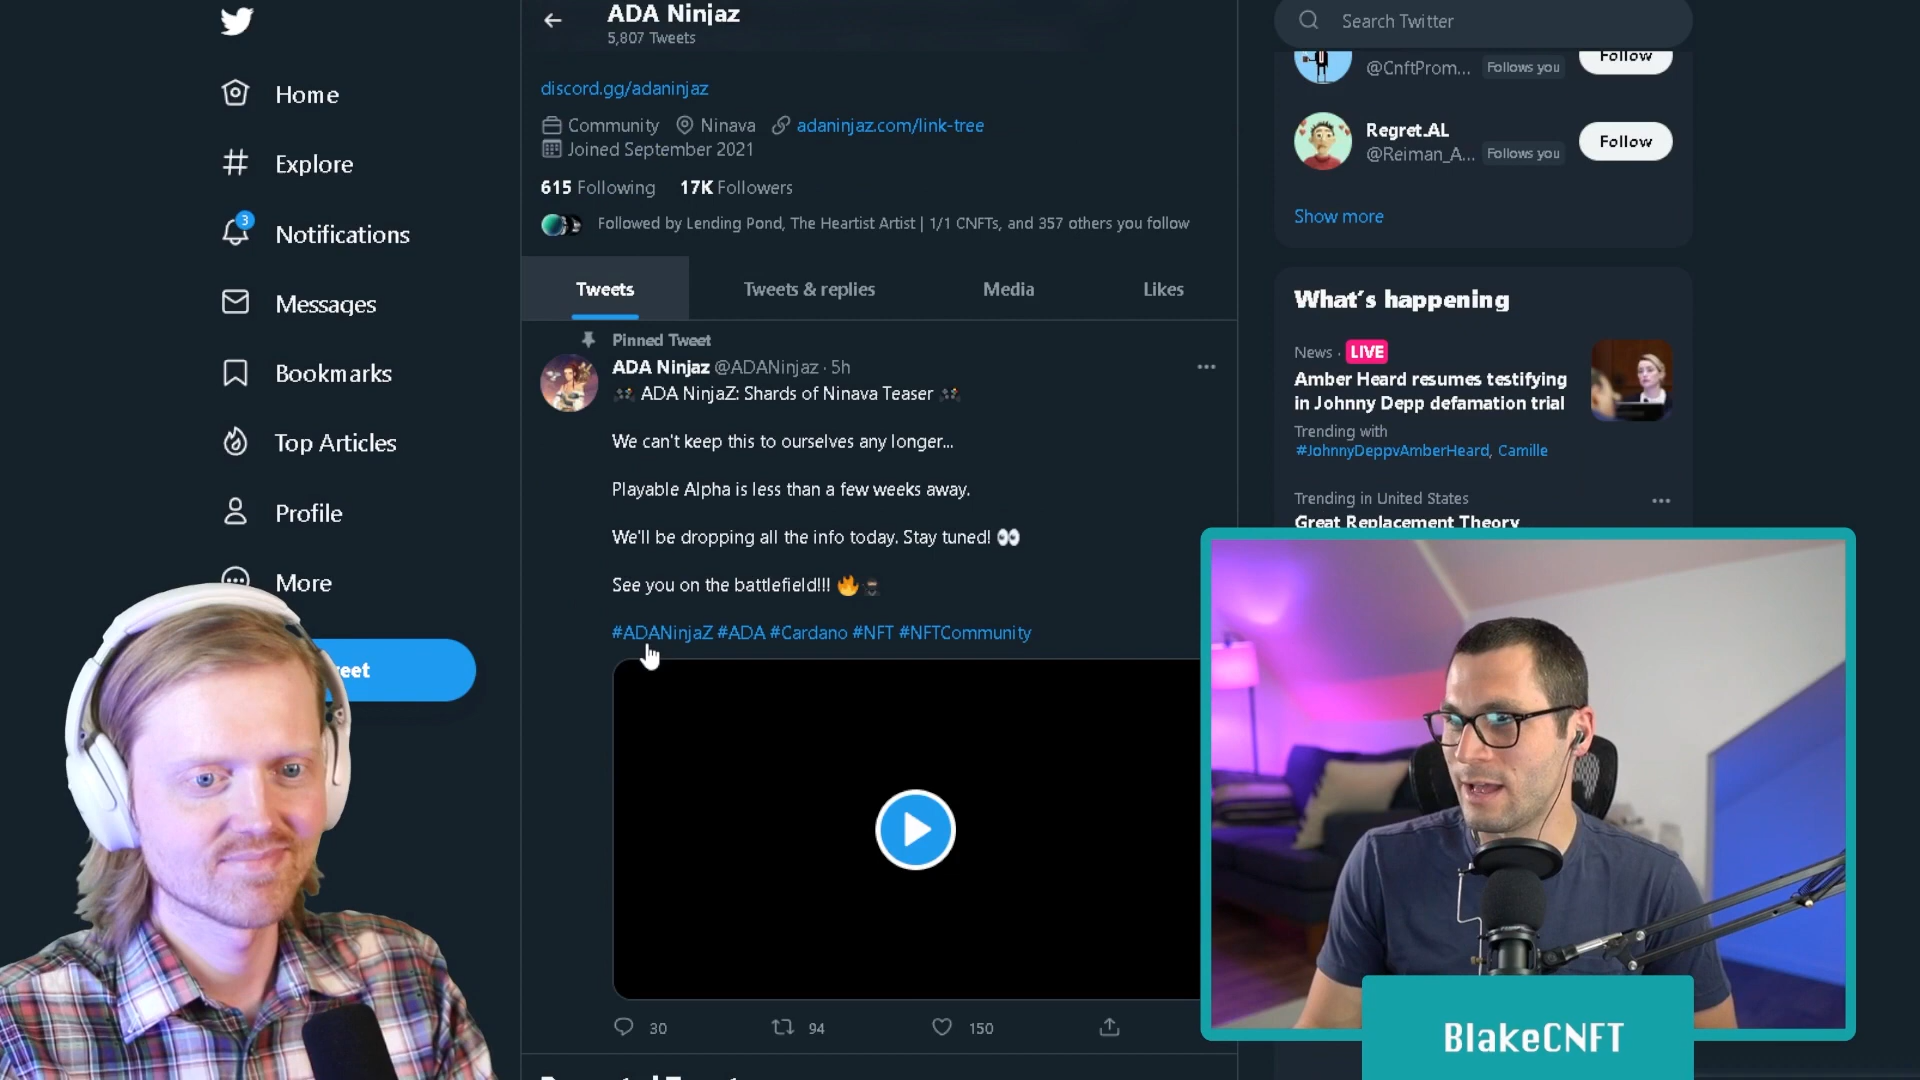 Home
Explore
3
Notifications
Messages
Bookmarks
Top Articles
Profile
More
eet
ADA Ninjaz
5,807 Tweets
discord.gg/adaninjaz
Community Ninava adaninjaz.com/link-tree
Joined September 2021
615 Following 17K Followers
Followed by Lending Pond, The Heartist Artist | 1/1 CNFTs, and 357 others you follow
Tweets Tweets & replies Media Likes
Pinned Tweet
ADA Ninjaz @ADANinjaz · 5h
ADA NinjaZ: Shards of Ninava Teaser
We can't keep this to ourselves any longer...
Playable Alpha is less than a few weeks away.
We'll be dropping all the info today. Stay tuned! 👀
See you on the battlefield!!! 🔥🥷
#ADANinjaZ #ADA #Cardano #NFT #NFTCommunity
30 94 150
Search Twitter
@CnftProm... Follows you Follow
Regret.AL
@Reiman_A... Follows you Follow
Show more
What's happening
News · LIVE
Amber Heard resumes testifying
in Johnny Depp defamation trial
Trending with
#JohnnyDeppvAmberHeard, Camille
Trending in United States
Great Replacement Theory
BlakeCNFT